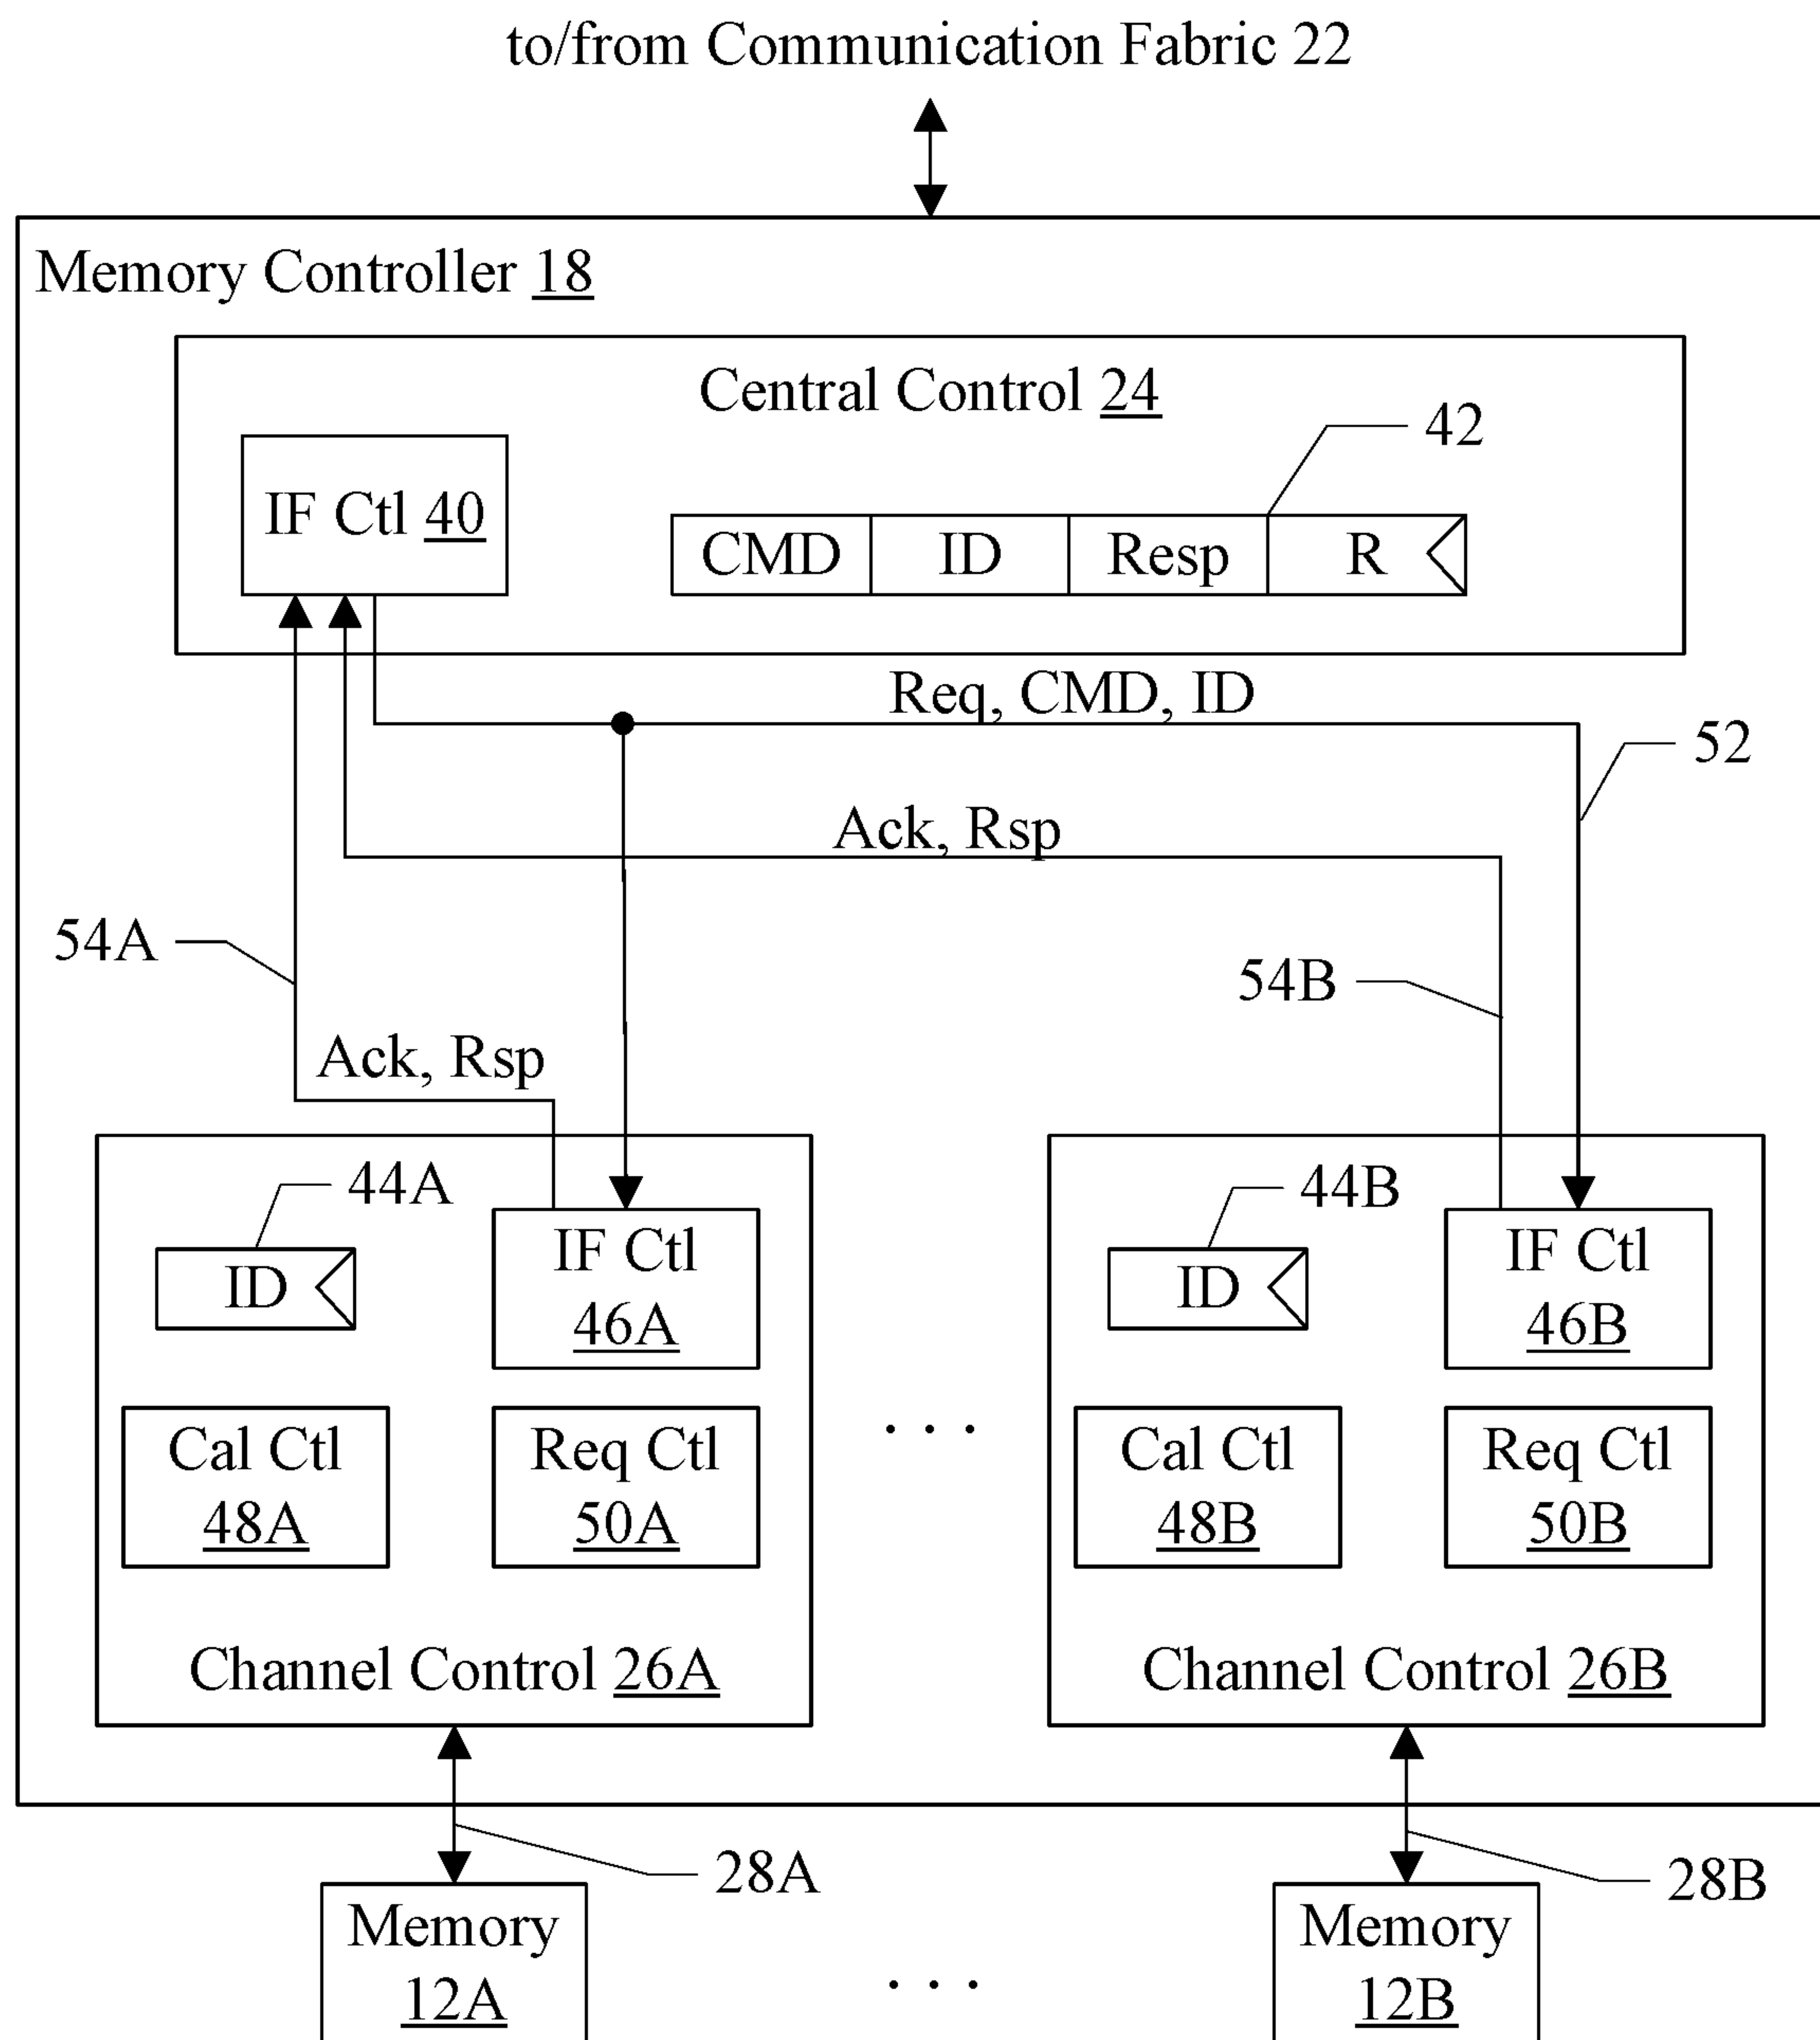 to/from Communication Fabric 22
Memory Controller 18
Central Control 24
42
IF Ctl 40
CMD ID Resp R
Req, CMD, ID
52
Ack, Rsp
54A
54B
Ack, Rsp
44A
44B
ID
IF Ctl
46A
ID
IF Ctl
46B
Cal Ctl
48A
Req Ctl
50A
. . .
Cal Ctl
48B
Req Ctl
50B
Channel Control 26A
Channel Control 26B
28A
28B
Memory
12A
. . .
Memory
12B